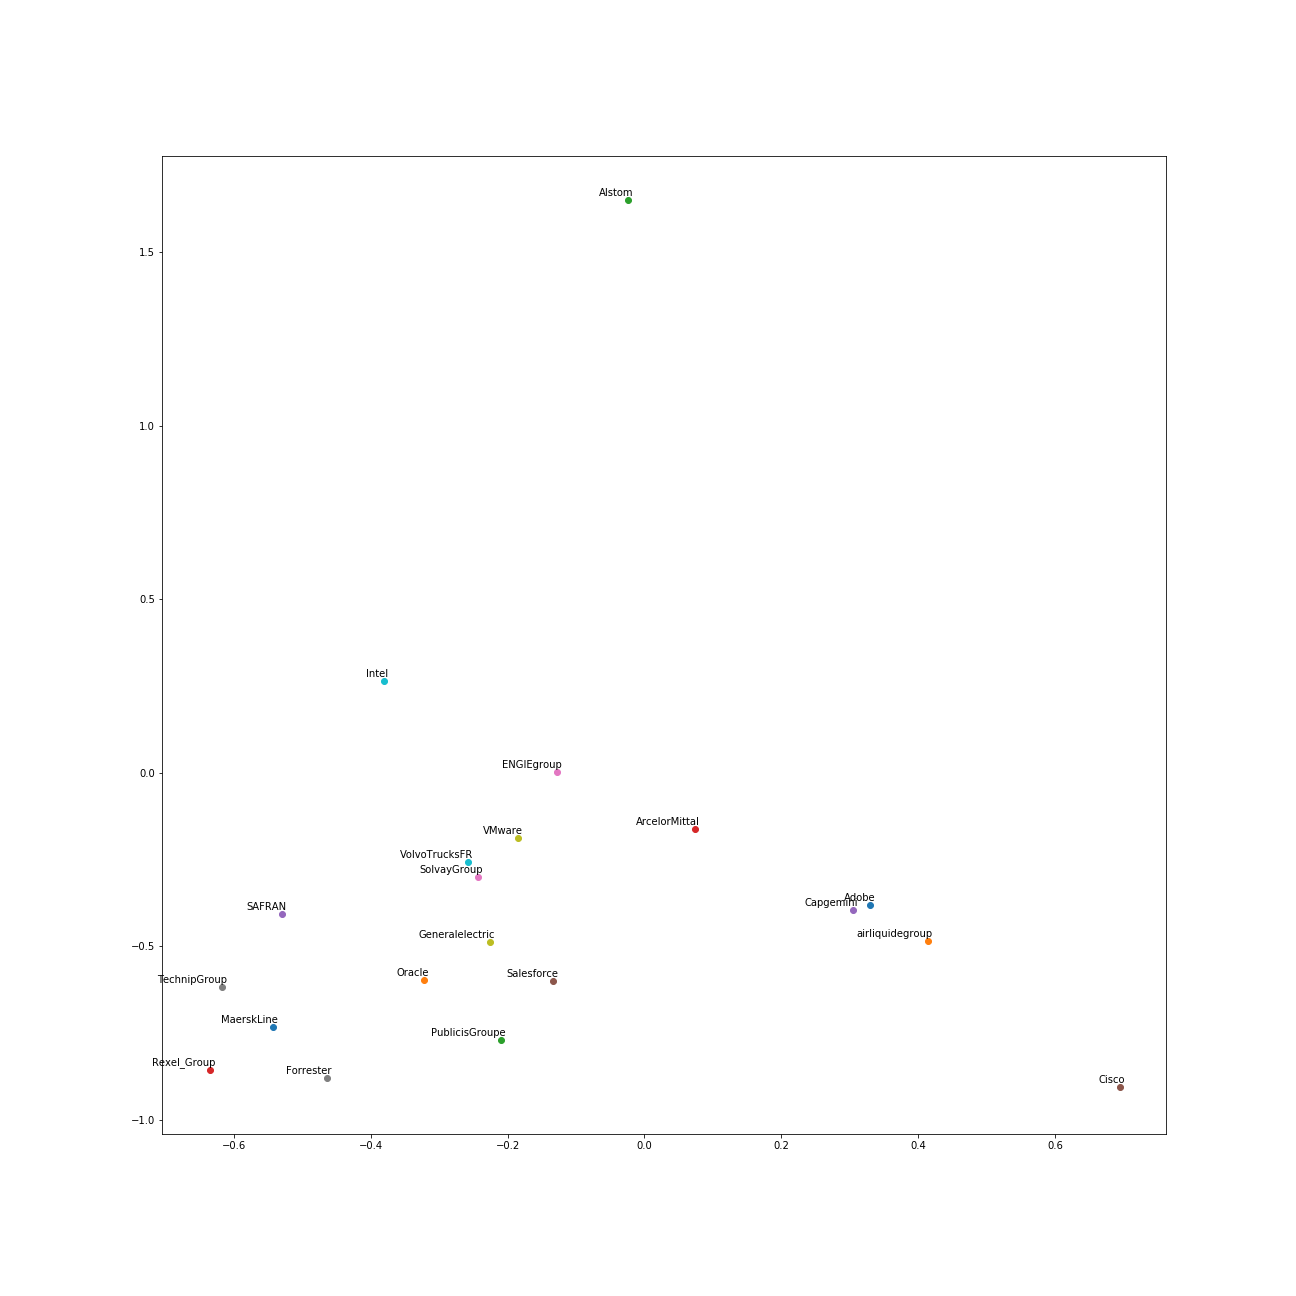 Alstom
1.5
1.0
0.5
Intel
ENGIEgroup
0.0
ArcelorMittal
VMware
VolvoTrucksFR
SolvayGroup
Adobe
Capgemini
SAFRAN
airliquidegroup
Generalelectric
−0.5
Oracle
Salesforce
TechnipGroup
MaerskLine
PublicisGroupe
Rexel_Group
Forrester
Cisco
−1.0
−0.6 −0.4 −0.2 0.0 0.2 0.4 0.6